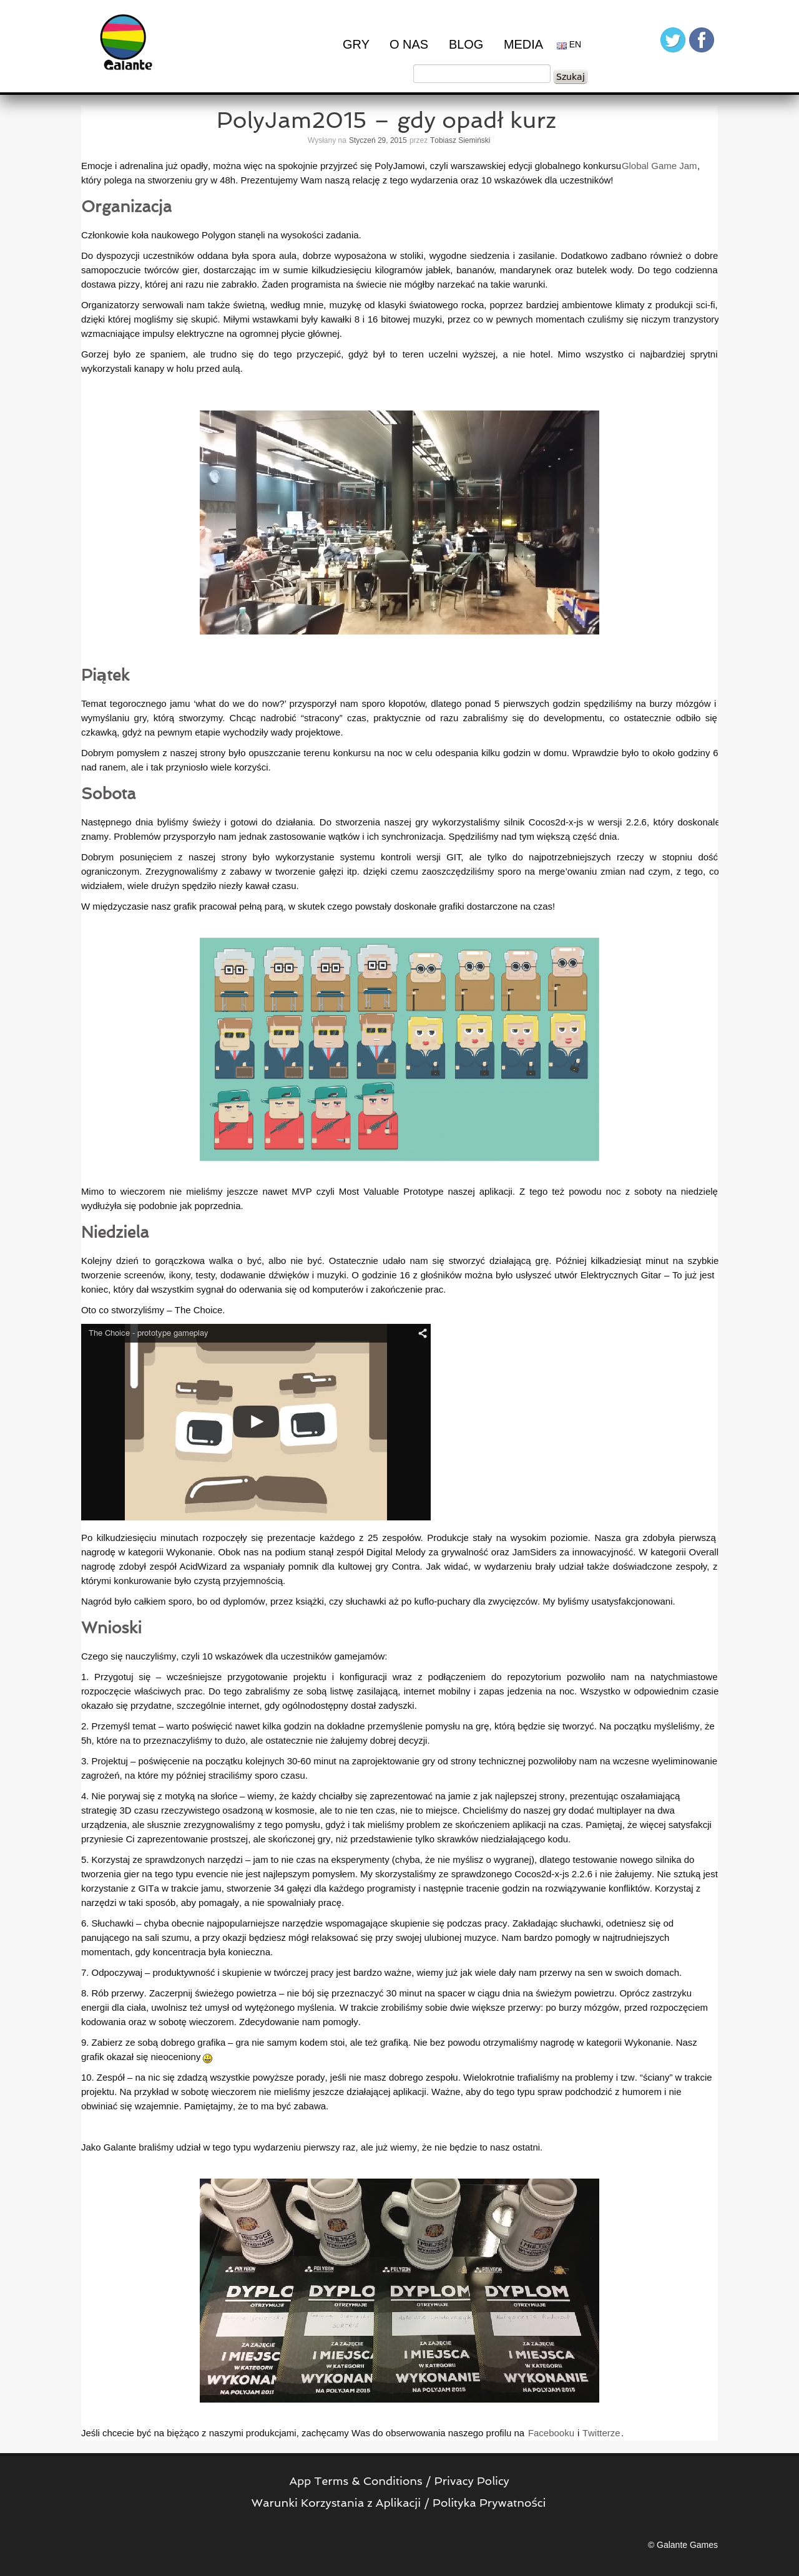 GRY O NAS BLOG MEDIA EN
Galante
Szukaj
PolyJam2015 – gdy opadł kurz
Wysłany na Styczeń 29, 2015 przez Tobiasz Siemiński
Emocje i adrenalina już opadły, można więc na spokojnie przyjrzeć się PolyJamowi, czyli warszawskiej edycji globalnego konkursuGlobal Game Jam,
który polega na stworzeniu gry w 48h. Prezentujemy Wam naszą relację z tego wydarzenia oraz 10 wskazówek dla uczestników!
Organizacja
Członkowie koła naukowego Polygon stanęli na wysokości zadania.
Do dyspozycji uczestników oddana była spora aula, dobrze wyposażona w stoliki, wygodne siedzenia i zasilanie. Dodatkowo zadbano również o dobre
samopoczucie twórców gier, dostarczając im w sumie kilkudziesięciu kilogramów jabłek, bananów, mandarynek oraz butelek wody. Do tego codzienna
dostawa pizzy, której ani razu nie zabrakło. Żaden programista na świecie nie mógłby narzekać na takie warunki.
Organizatorzy serwowali nam także świetną, według mnie, muzykę od klasyki światowego rocka, poprzez bardziej ambientowe klimaty z produkcji sci-fi,
dzięki której mogliśmy się skupić. Miłymi wstawkami były kawałki 8 i 16 bitowej muzyki, przez co w pewnych momentach czuliśmy się niczym tranzystory
wzmacniające impulsy elektryczne na ogromnej płycie głównej.
Gorzej było ze spaniem, ale trudno się do tego przyczepić, gdyż był to teren uczelni wyższej, a nie hotel. Mimo wszystko ci najbardziej sprytni
wykorzystali kanapy w holu przed aulą.
Piątek
Temat tegorocznego jamu ‘what do we do now?’ przysporzył nam sporo kłopotów, dlatego ponad 5 pierwszych godzin spędziliśmy na burzy mózgów i
wymyślaniu gry, którą stworzymy. Chcąc nadrobić “stracony” czas, praktycznie od razu zabraliśmy się do developmentu, co ostatecznie odbiło się
czkawką, gdyż na pewnym etapie wychodziły wady projektowe.
Dobrym pomysłem z naszej strony było opuszczanie terenu konkursu na noc w celu odespania kilku godzin w domu. Wprawdzie było to około godziny 6
nad ranem, ale i tak przyniosło wiele korzyści.
Sobota
Następnego dnia byliśmy świeży i gotowi do działania. Do stworzenia naszej gry wykorzystaliśmy silnik Cocos2d-x-js w wersji 2.2.6, który doskonale
znamy. Problemów przysporzyło nam jednak zastosowanie wątków i ich synchronizacja. Spędziliśmy nad tym większą część dnia.
Dobrym posunięciem z naszej strony było wykorzystanie systemu kontroli wersji GIT, ale tylko do najpotrzebniejszych rzeczy w stopniu dość
ograniczonym. Zrezygnowaliśmy z zabawy w tworzenie gałęzi itp. dzięki czemu zaoszczędziliśmy sporo na merge’owaniu zmian nad czym, z tego, co
widziałem, wiele drużyn spędziło niezły kawał czasu.
W międzyczasie nasz grafik pracował pełną parą, w skutek czego powstały doskonałe grafiki dostarczone na czas!
Mimo to wieczorem nie mieliśmy jeszcze nawet MVP czyli Most Valuable Prototype naszej aplikacji. Z tego też powodu noc z soboty na niedzielę
wydłużyła się podobnie jak poprzednia.
Niedziela
Kolejny dzień to gorączkowa walka o być, albo nie być. Ostatecznie udało nam się stworzyć działającą grę. Później kilkadziesiąt minut na szybkie
tworzenie screenów, ikony, testy, dodawanie dźwięków i muzyki. O godzinie 16 z głośników można było usłyszeć utwór Elektrycznych Gitar – To już jest
koniec, który dał wszystkim sygnał do oderwania się od komputerów i zakończenie prac.
Oto co stworzyliśmy – The Choice.
The Choice - prototype gameplay
Po kilkudziesięciu minutach rozpoczęły się prezentacje każdego z 25 zespołów. Produkcje stały na wysokim poziomie. Nasza gra zdobyła pierwszą
nagrodę w kategorii Wykonanie. Obok nas na podium stanął zespół Digital Melody za grywalność oraz JamSiders za innowacyjność. W kategorii Overall
nagrodę zdobył zespół AcidWizard za wspaniały pomnik dla kultowej gry Contra. Jak widać, w wydarzeniu brały udział także doświadczone zespoły, z
którymi konkurowanie było czystą przyjemnością.
Nagród było całkiem sporo, bo od dyplomów, przez książki, czy słuchawki aż po kuflo-puchary dla zwycięzców. My byliśmy usatysfakcjonowani.
Wnioski
Czego się nauczyliśmy, czyli 10 wskazówek dla uczestników gamejamów:
1. Przygotuj się – wcześniejsze przygotowanie projektu i konfiguracji wraz z podłączeniem do repozytorium pozwoliło nam na natychmiastowe
rozpoczęcie właściwych prac. Do tego zabraliśmy ze sobą listwę zasilającą, internet mobilny i zapas jedzenia na noc. Wszystko w odpowiednim czasie
okazało się przydatne, szczególnie internet, gdy ogólnodostępny dostał zadyszki.
2. Przemyśl temat – warto poświęcić nawet kilka godzin na dokładne przemyślenie pomysłu na grę, którą będzie się tworzyć. Na początku myśleliśmy, że
5h, które na to przeznaczyliśmy to dużo, ale ostatecznie nie żałujemy dobrej decyzji.
3. Projektuj – poświęcenie na początku kolejnych 30-60 minut na zaprojektowanie gry od strony technicznej pozwoliłoby nam na wczesne wyeliminowanie
zagrożeń, na które my później straciliśmy sporo czasu.
4. Nie porywaj się z motyką na słońce – wiemy, że każdy chciałby się zaprezentować na jamie z jak najlepszej strony, prezentując oszałamiającą
strategię 3D czasu rzeczywistego osadzoną w kosmosie, ale to nie ten czas, nie to miejsce. Chcieliśmy do naszej gry dodać multiplayer na dwa
urządzenia, ale słusznie zrezygnowaliśmy z tego pomysłu, gdyż i tak mieliśmy problem ze skończeniem aplikacji na czas. Pamiętaj, że więcej satysfakcji
przyniesie Ci zaprezentowanie prostszej, ale skończonej gry, niż przedstawienie tylko skrawków niedziałającego kodu.
5. Korzystaj ze sprawdzonych narzędzi – jam to nie czas na eksperymenty (chyba, że nie myślisz o wygranej), dlatego testowanie nowego silnika do
tworzenia gier na tego typu evencie nie jest najlepszym pomysłem. My skorzystaliśmy ze sprawdzonego Cocos2d-x-js 2.2.6 i nie żałujemy. Nie sztuką jest
korzystanie z GITa w trakcie jamu, stworzenie 34 gałęzi dla każdego programisty i następnie tracenie godzin na rozwiązywanie konfliktów. Korzystaj z
narzędzi w taki sposób, aby pomagały, a nie spowalniały pracę.
6. Słuchawki – chyba obecnie najpopularniejsze narzędzie wspomagające skupienie się podczas pracy. Zakładając słuchawki, odetniesz się od
panującego na sali szumu, a przy okazji będziesz mógł relaksować się przy swojej ulubionej muzyce. Nam bardzo pomogły w najtrudniejszych
momentach, gdy koncentracja była konieczna.
7. Odpoczywaj – produktywność i skupienie w twórczej pracy jest bardzo ważne, wiemy już jak wiele dały nam przerwy na sen w swoich domach.
8. Rób przerwy. Zaczerpnij świeżego powietrza – nie bój się przeznaczyć 30 minut na spacer w ciągu dnia na świeżym powietrzu. Oprócz zastrzyku
energii dla ciała, uwolnisz też umysł od wytężonego myślenia. W trakcie zrobiliśmy sobie dwie większe przerwy: po burzy mózgów, przed rozpoczęciem
kodowania oraz w sobotę wieczorem. Zdecydowanie nam pomogły.
9. Zabierz ze sobą dobrego grafika – gra nie samym kodem stoi, ale też grafiką. Nie bez powodu otrzymaliśmy nagrodę w kategorii Wykonanie. Nasz
grafik okazał się nieoceniony
10. Zespół – na nic się zdadzą wszystkie powyższe porady, jeśli nie masz dobrego zespołu. Wielokrotnie trafialiśmy na problemy i tzw. “ściany” w trakcie
projektu. Na przykład w sobotę wieczorem nie mieliśmy jeszcze działającej aplikacji. Ważne, aby do tego typu spraw podchodzić z humorem i nie
obwiniać się wzajemnie. Pamiętajmy, że to ma być zabawa.
Jako Galante braliśmy udział w tego typu wydarzeniu pierwszy raz, ale już wiemy, że nie będzie to nasz ostatni.
I MIEJSCE I MIEJSCE
WYKONANIE WYKONANIE
POLYGON POLYGON POLYGON POLYGON
DYPLOM DYPLOM DYPLOM DYPLOM
OTRZYMUJE OTRZYMUJE OTRZYMUJE OTRZYMUJE
ZA ZAJĘCIE ZA ZAJĘCIE ZA ZAJĘCIE ZA ZAJĘCIE
I MIEJSCE I MIEJSCE I MIEJSCE I MIEJSCE
W KATEGORII W KATEGORII W KATEGORII W KATEGORII
WYKONANIE WYKONANIE WYKONANIE WYKONANIE
NA POLYJAM 2015 NA POLYJAM 2015 NA POLYJAM 2015 NA POLYJAM 2015
Jeśli chcecie być na biężąco z naszymi produkcjami, zachęcamy Was do obserwowania naszego profilu na Facebooku i Twitterze.
App Terms & Conditions / Privacy Policy
Warunki Korzystania z Aplikacji / Polityka Prywatności
© Galante Games